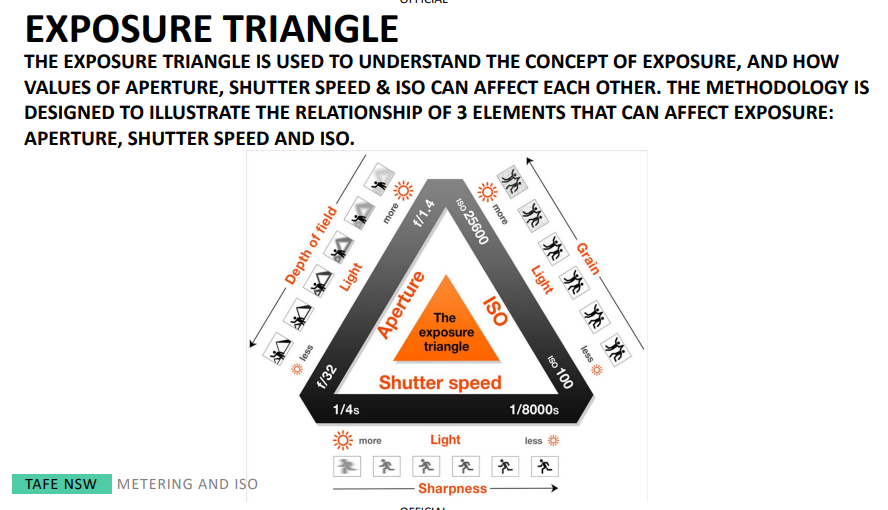 OFFICIAL
EXPOSURE TRIANGLE
THE EXPOSURE TRIANGLE IS USED TO UNDERSTAND THE CONCEPT OF EXPOSURE, AND HOW
VALUES OF APERTURE, SHUTTER SPEED & ISO CAN AFFECT EACH OTHER. THE METHODOLOGY IS
DESIGNED TO ILLUSTRATE THE RELATIONSHIP OF 3 ELEMENTS THAT CAN AFFECT EXPOSURE:
APERTURE, SHUTTER SPEED AND ISO.
Depth of field
more
Light
less
f/1.4
f/32
Aperture
ISO 25600
ISO 100
ISO
more
Light
less
Grain
The
exposure
triangle
Shutter speed
1/4s 1/8000s
more Light less
Sharpness
TAFE NSW METERING AND ISO
OFFICIAL